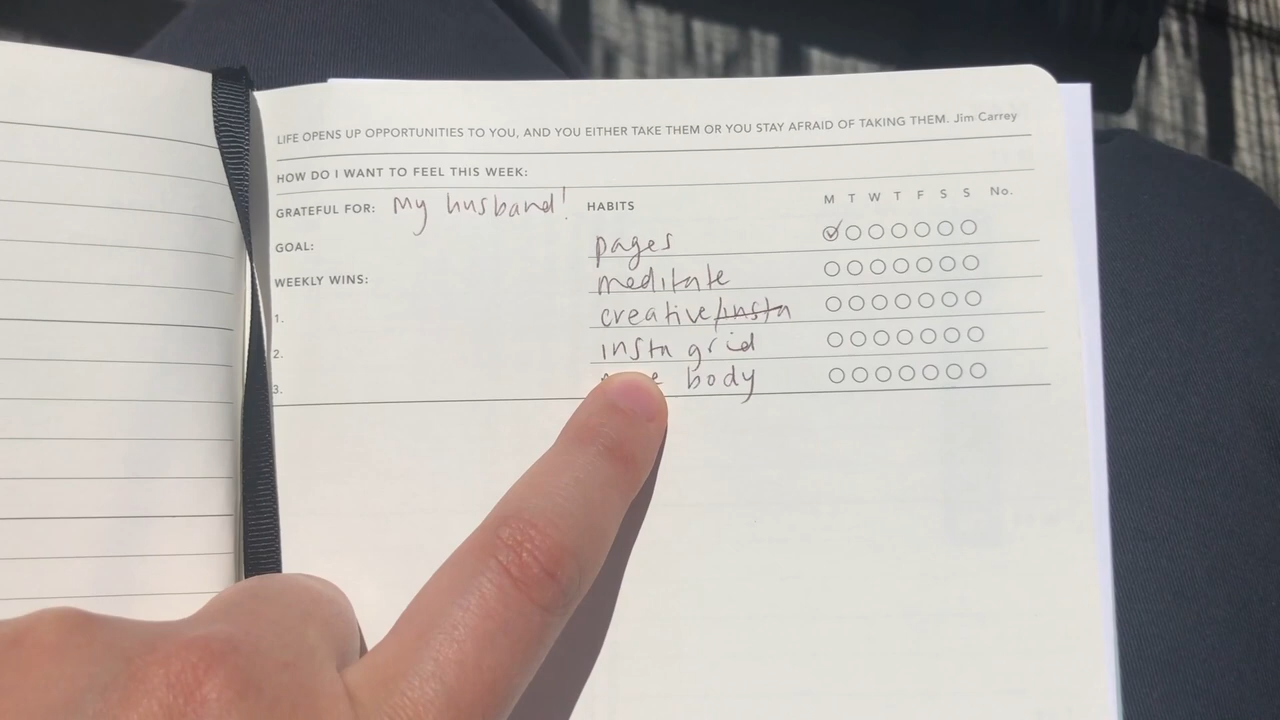 LIFE OPENS UP OPPORTUNITIES TO YOU, AND YOU EITHER TAKE THEM OR YOU STAY AFRAID OF TAKING THEM. Jim Carrey
HOW DO I WANT TO FEEL THIS WEEK:
GRATEFUL FOR: My husband!
GOAL:
WEEKLY WINS:
1.
2.
3.
HABITS M T W T F S S No.
pages
meditate
creative/insta
insta grid
body